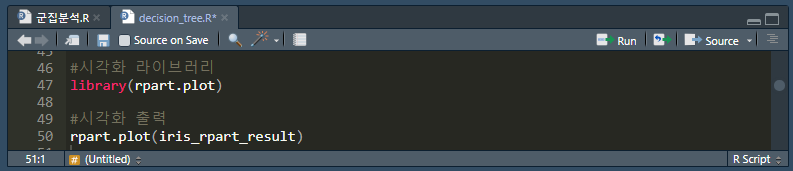 군집분석.R decision_tree.R*
Source on Save Run Source
46 #시각화 라이브러리
47 library(rpart.plot)
48
49 #시각화 출력
50 rpart.plot(iris_rpart_result)
51:1 # (Untitled) R Script